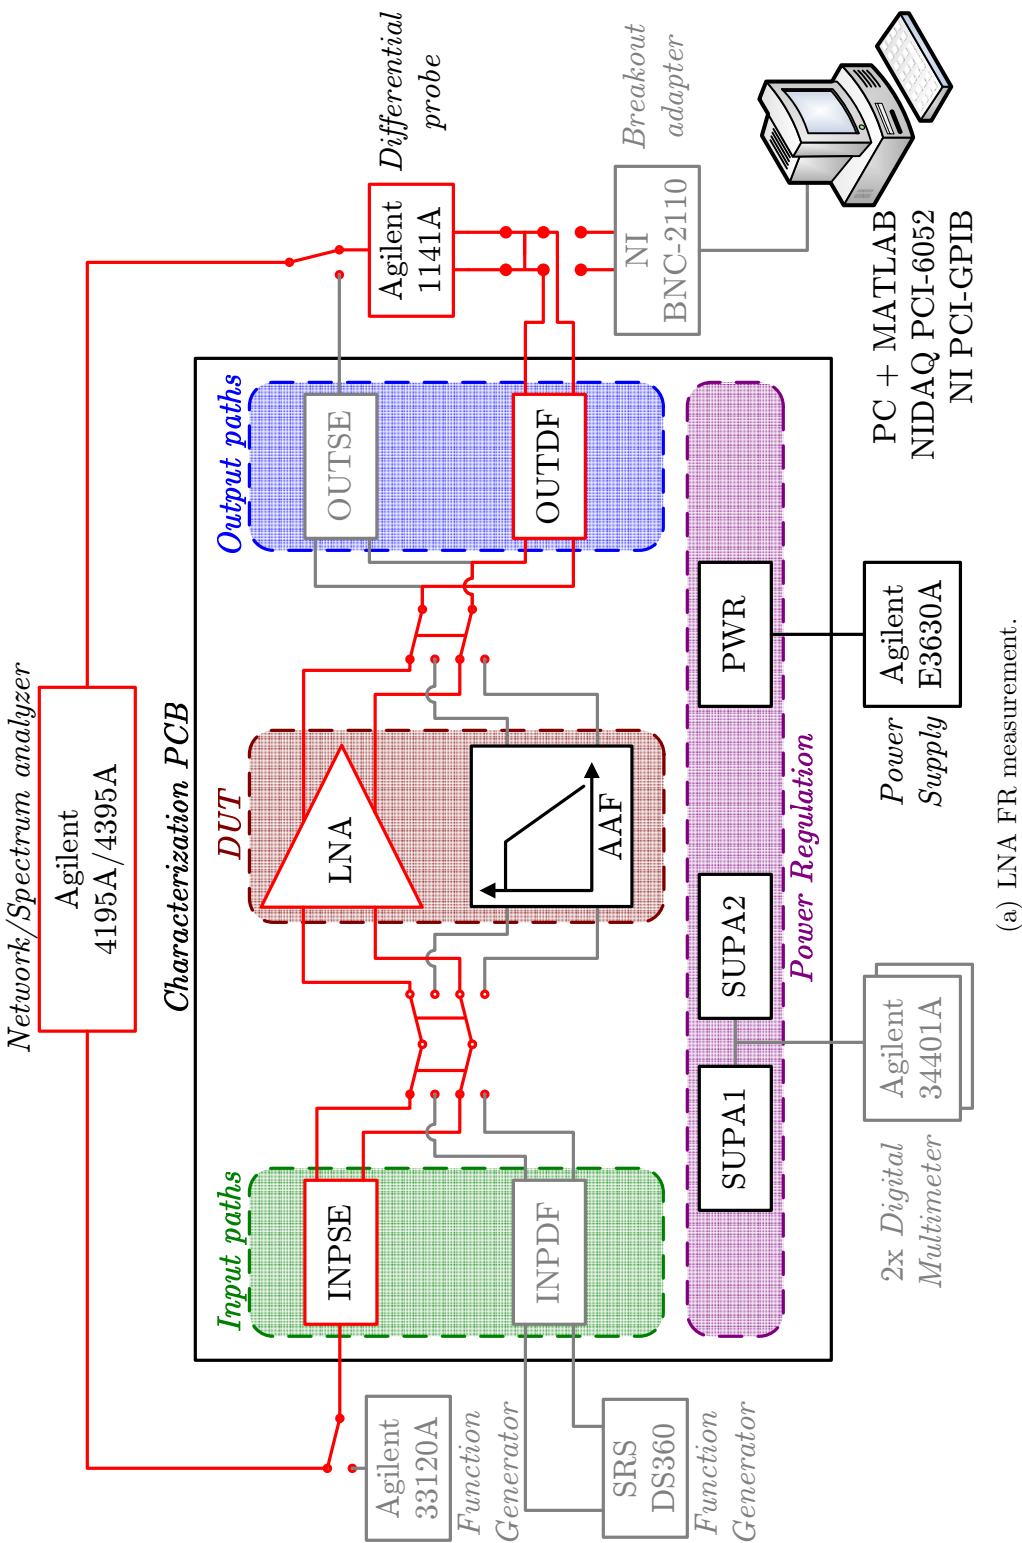 Network/Spectrum analyzer
Agilent
4195A/4395A
Characterization PCB
Input paths
INPSE
INPDF
DUT
LNA
AAF
Output paths
OUTSE
OUTDF
Power Regulation
SUPA1
SUPA2
PWR
Agilent
33120A
Function
Generator
SRS
DS360
Function
Generator
2x Digital
Multimeter
Agilent
34401A
Power
Supply
Agilent
E3630A
Differential
probe
Agilent
1141A
Breakout
adapter
NI
BNC-2110
PC + MATLAB
NIDAQ PCI-6052
NI PCI-GPIB
(a) LNA FR measurement.